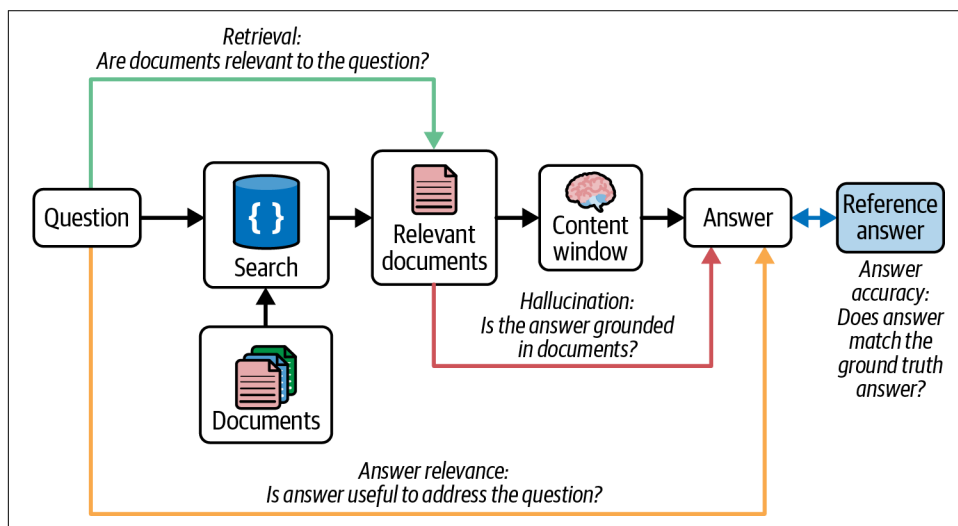 Retrieval:
Are documents relevant to the question?
Question
{ }
Search
Relevant
documents
Content
window
Answer
Reference
answer
Hallucination:
Is the answer grounded
in documents?
Answer
accuracy:
Does answer
match the
ground truth
answer?
Documents
Answer relevance:
Is answer useful to address the question?